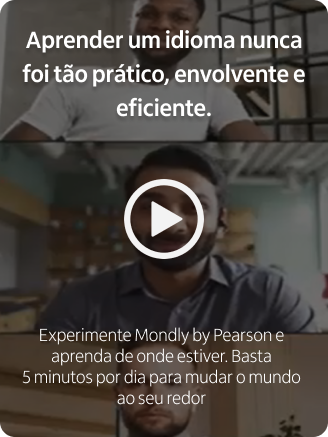 Aprender um idioma nunca
foi tão prático, envolvente e
eficiente.
Experimente Mondly by Pearson e
aprenda de onde estiver. Basta
5 minutos por dia para mudar o mundo
ao seu redor